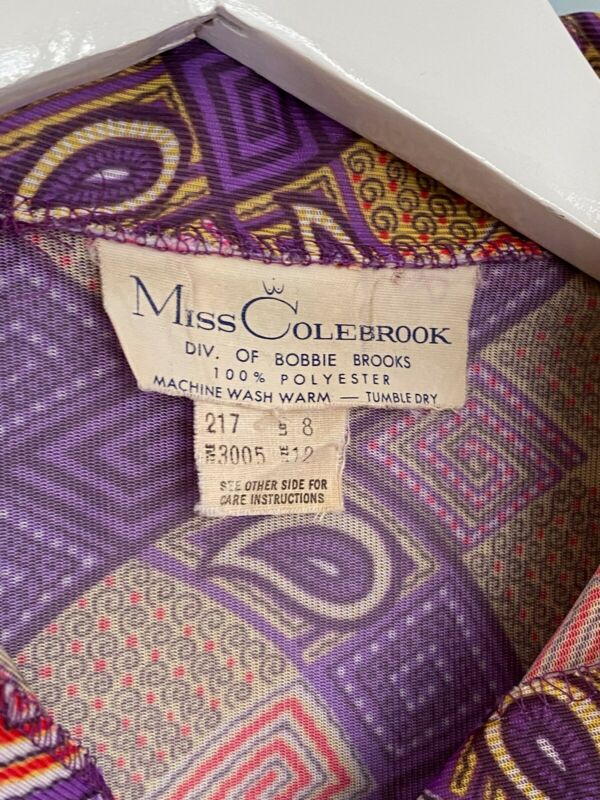 MISS COLEBROOK
DIV. OF BOBBIE BROOKS
100% POLYESTER
MACHINE WASH WARM — TUMBLE DRY
217 8
3005 12
SEE OTHER SIDE FOR
CARE INSTRUCTIONS